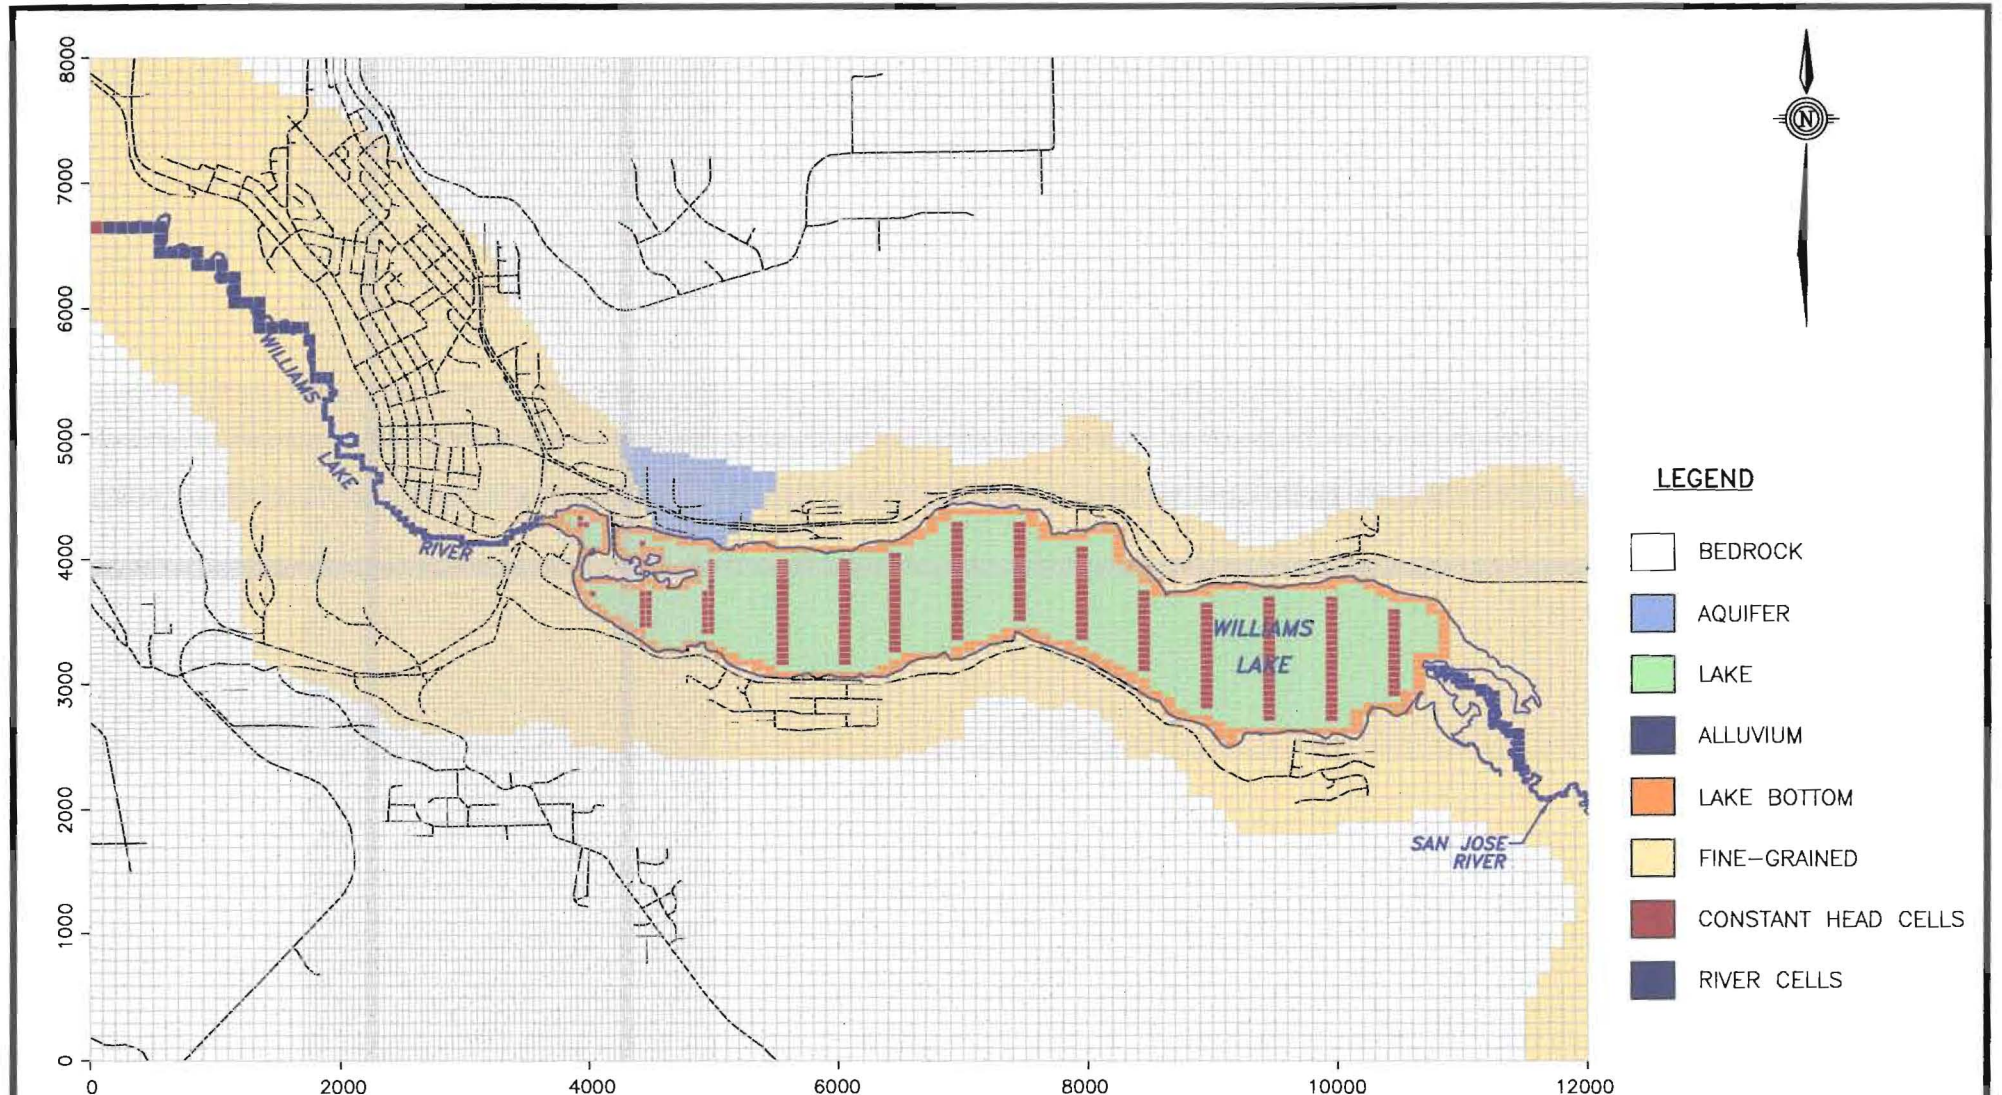 8000
7000
6000
5000
4000
3000
2000
1000
0
0
2000
4000
6000
8000
10000
12000
WILLIAMS
LAKE
RIVER
WILLIAMS
LAKE
SAN JOSE
RIVER
N
LEGEND
BEDROCK
AQUIFER
LAKE
ALLUVIUM
LAKE BOTTOM
FINE-GRAINED
CONSTANT HEAD CELLS
RIVER CELLS